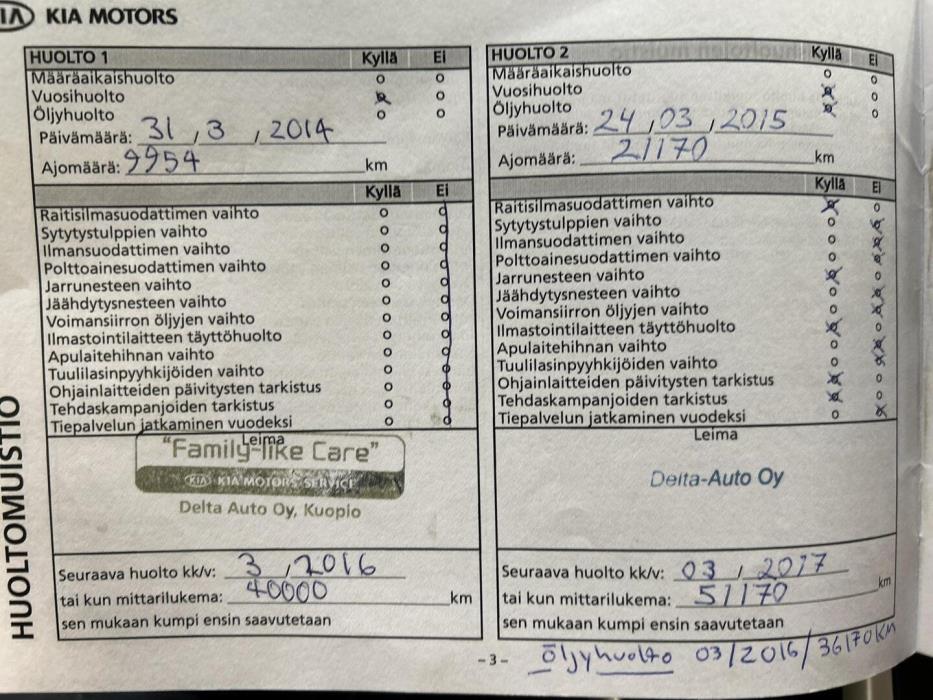 KIA KIA MOTORS
HUOLTOMUISTIO
HUOLTO 1 Kyllä Ei
Määräaikaishuolto
Vuosihuolto
Öljyhuolto
Päivämäärä: 31, 3, 2014
Ajomäärä: 9954 km
Kyllä Ei
Raitisilmasuodattimen vaihto
Sytytystulppien vaihto
Ilmansuodattimen vaihto
Polttoainesuodattimen vaihto
Jarrunesteen vaihto
Jäähdytysnesteen vaihto
Voimansiirron öljyjen vaihto
Ilmastointilaitteen täyttöhuolto
Apulaitehihnan vaihto
Tuulilasinpyyhkijöiden vaihto
Ohjainlaitteiden päivitysten tarkistus
Tehdaskampanjoiden tarkistus
Tiepalvelun jatkaminen vuodeksi
Leima
"Family-like Care"
KIA KIA MOTORS SERVICE
Delta Auto Oy, Kuopio
Seuraava huolto kk/v: 3, 2016
tai kun mittarilukema: 40000 km
sen mukaan kumpi ensin saavutetaan
HUOLTO 2 Kyllä Ei
Määräaikaishuolto
Vuosihuolto
Öljyhuolto
Päivämäärä: 24, 03, 2015
Ajomäärä: 21170 km
Kyllä Ei
Raitisilmasuodattimen vaihto
Sytytystulppien vaihto
Ilmansuodattimen vaihto
Polttoainesuodattimen vaihto
Jarrunesteen vaihto
Jäähdytysnesteen vaihto
Voimansiirron öljyjen vaihto
Ilmastointilaitteen täyttöhuolto
Apulaitehihnan vaihto
Tuulilasinpyyhkijöiden vaihto
Ohjainlaitteiden päivitysten tarkistus
Tehdaskampanjoiden tarkistus
Tiepalvelun jatkaminen vuodeksi
Leima
Delta-Auto Oy
Seuraava huolto kk/v: 03 / 2017
tai kun mittarilukema: 51170 km
sen mukaan kumpi ensin saavutetaan
-3-
Öljyhuolto 03/2016/36170KM